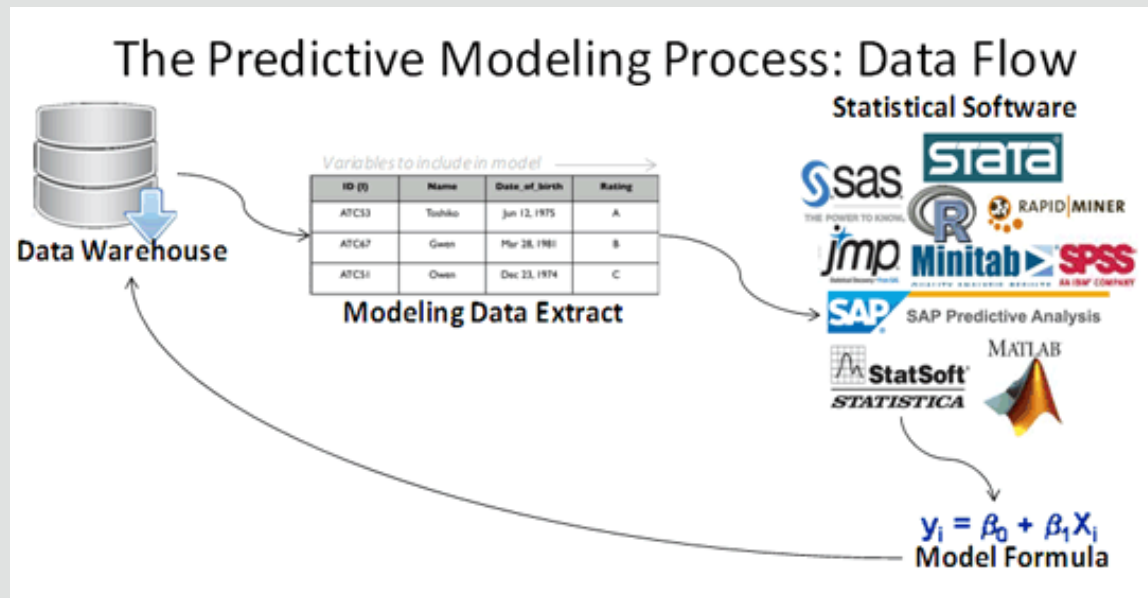 The Predictive Modeling Process: Data Flow
Statistical Software
Variables to include in model
ID (I) Name Date_of_birth Rating
ATC53 Toshiko Jun 12, 1975 A
ATC67 Gwen Mar 28, 1981 B
ATC51 Owen Dec 23, 1974 C
Data Warehouse
Modeling Data Extract
STATA
sas
THE POWER TO KNOW.
R
RAPID|MINER
jmp
Minitab
SPSS
AN IBM COMPANY
SAP SAP Predictive Analysis
StatSoft
STATISTICA
MATLAB
yᵢ = β₀ + β₁Xᵢ
Model Formula